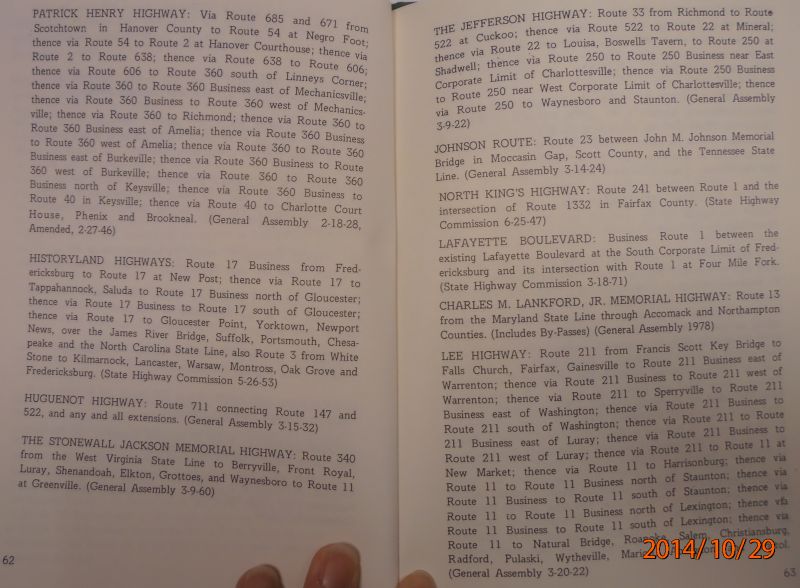 PATRICK HENRY HIGHWAY: Via Route 685 and 671 from
Scotchtown in Hanover County to Route 54 at Negro Foot;
thence via Route 54 to Route 2 at Hanover Courthouse; thence via
Route 2 to Route 638; thence via Route 638 to Route 606;
thence via Route 606 to Route 360 south of Linneys Corner;
thence via Route 360 to Route 360 Business east of Mechanicsville;
thence via Route 360 Business to Route 360 west of Mechanics-
ville; thence via Route 360 to Richmond; thence via Route 360 to
Route 360 Business east of Amelia; thence via Route 360 Business
to Route 360 west of Amelia; thence via Route 360 to Route 360
Business east of Burkeville; thence via Route 360 Business to Route
360 west of Burkeville; thence via Route 360 to Route 360
Business north of Keysville; thence via Route 360 Business to
Route 40 in Keysville; thence via Route 40 to Charlotte Court
House, Phenix and Brookneal. (General Assembly 2-18-28,
Amended, 2-27-46)
HISTORYLAND HIGHWAYS: Route 17 Business from Fred-
ericksburg to Route 17 at New Post; thence via Route 17 to
Tappahannock, Saluda to Route 17 Business north of Gloucester;
thence via Route 17 Business to Route 17 south of Gloucester;
thence via Route 17 to Gloucester Point, Yorktown, Newport
News, over the James River Bridge, Suffolk, Portsmouth, Chesa-
peake and the North Carolina State Line, also Route 3 from White
Stone to Kilmarnock, Lancaster, Warsaw, Montross, Oak Grove and
Fredericksburg. (State Highway Commission 5-26-53)
HUGUENOT HIGHWAY: Route 711 connecting Route 147 and
522, and any and all extensions. (General Assembly 3-15-32)
THE STONEWALL JACKSON MEMORIAL HIGHWAY: Route 340
from the West Virginia State Line to Berryville, Front Royal,
Luray, Shenandoah, Elkton, Grottoes, and Waynesboro to Route 11
at Greenville. (General Assembly 3-9-60)
62
THE JEFFERSON HIGHWAY: Route 33 from Richmond to Route
522 at Cuckoo; thence via Route 522 to Route 22 at Mineral;
thence via Route 22 to Louisa, Boswells Tavern, to Route 250 at
Shadwell; thence via Route 250 to Route 250 Business near East
Corporate Limit of Charlottesville; thence via Route 250 Business
to Route 250 near West Corporate Limit of Charlottesville; thence
via Route 250 to Waynesboro and Staunton. (General Assembly
3-9-22)
JOHNSON ROUTE: Route 23 between John M. Johnson Memorial
Bridge in Moccasin Gap, Scott County, and the Tennessee State
Line. (General Assembly 3-14-24)
NORTH KING'S HIGHWAY: Route 241 between Route 1 and the
intersection of Route 1332 in Fairfax County. (State Highway
Commission 6-25-47)
LAFAYETTE BOULEVARD: Business Route 1 between the
existing Lafayette Boulevard at the South Corporate Limit of Fred-
ericksburg and its intersection with Route 1 at Four Mile Fork.
(State Highway Commission 3-18-71)
CHARLES M. LANKFORD, JR. MEMORIAL HIGHWAY: Route 13
from the Maryland State Line through Accomack and Northampton
Counties. (Includes By-Passes) (General Assembly 1978)
LEE HIGHWAY: Route 211 from Francis Scott Key Bridge to
Falls Church, Fairfax, Gainesville to Route 211 Business east of
Warrenton; thence via Route 211 Business to Route 211 west of
Warrenton; thence via Route 211 to Sperryville to Route 211
Business east of Washington; thence via Route 211 Business to
Route 211 south of Washington; thence via Route 211 to Route
211 Business east of Luray; thence via Route 211 Business to
Route 211 west of Luray; thence via Route 211 to Route 11 at
New Market; thence via Route 11 to Harrisonburg; thence via
Route 11 to Route 11 Business north of Staunton; thence via
Route 11 Business to Route 11 south of Staunton; thence via
Route 11 to Route 11 Business north of Lexington; thence via
Route 11 Business to Route 11 south of Lexington; thence via
Route 11 to Natural Bridge, Roanoke, Salem, Christiansburg,
Radford, Pulaski, Wytheville,
(General Assembly 3-20-22)
2014/10/29
63